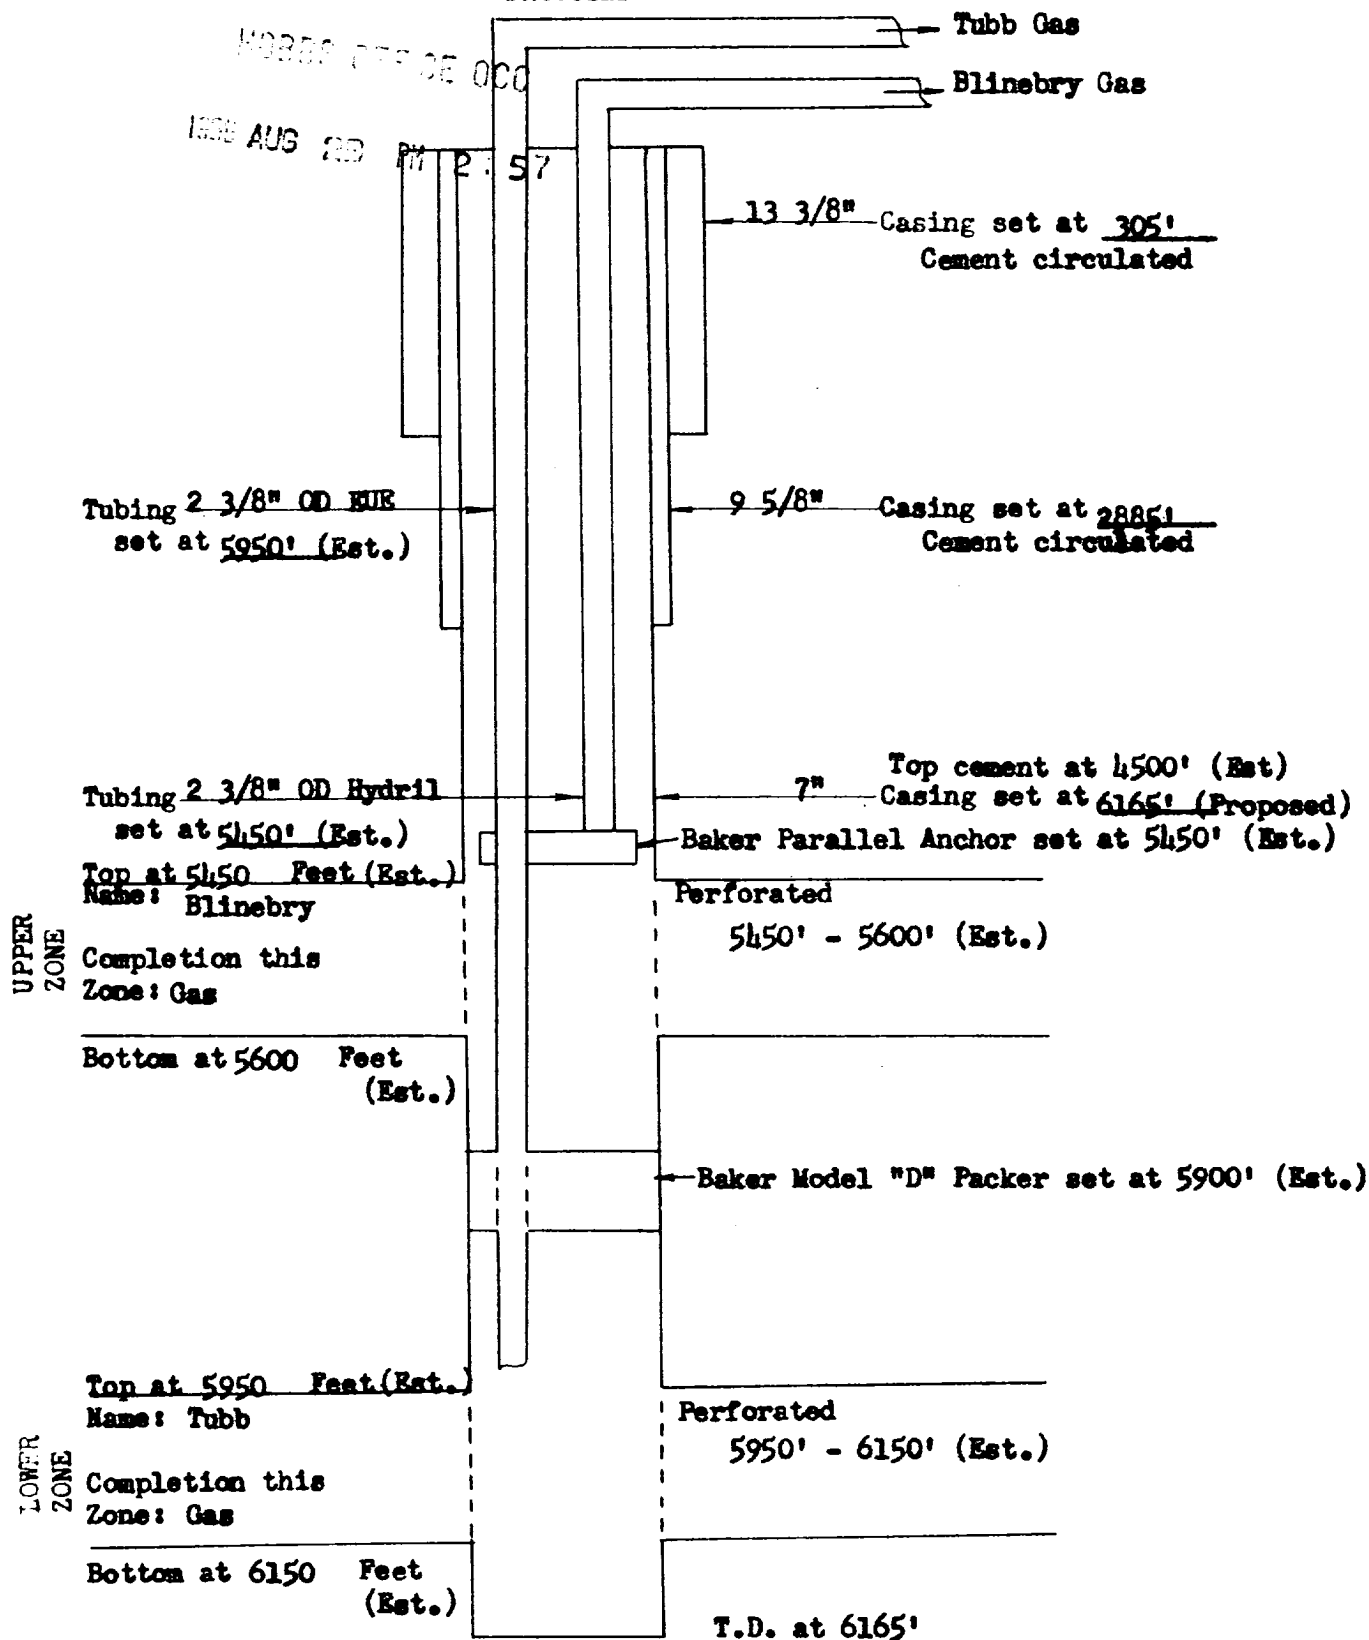 Tubb Gas
Blinebry Gas
OFFICE OCC
AUG PM 2:57
13 3/8" Casing set at 305'
Cement circulated
Tubing 2 3/8" OD EUE
set at 5950' (Est.)
9 5/8" Casing set at 2885'
Cement circulated
Top cement at 4500' (Est)
Tubing 2 3/8" OD Hydril
set at 5450' (Est.)
7" Casing set at 6165' (Proposed)
Baker Parallel Anchor set at 5450' (Est.)
Top at 5450 Feet (Est.)
Name: Blinebry
UPPER
ZONE
Completion this
Zone: Gas
Perforated
5450' - 5600' (Est.)
Bottom at 5600 Feet
(Est.)
Baker Model "D" Packer set at 5900' (Est.)
Top at 5950 Feet (Est.)
Name: Tubb
LOWER
ZONE
Completion this
Zone: Gas
Perforated
5950' - 6150' (Est.)
Bottom at 6150 Feet
(Est.)
T.D. at 6165'